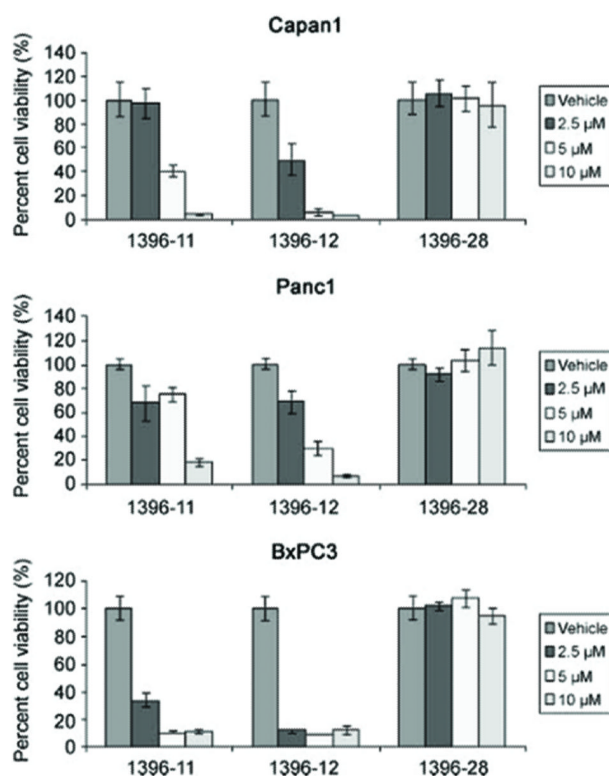 Capan1
Percent cell viability (%)
140
120
100
80
60
40
20
0
1396-11 1396-12 1396-28
Vehicle
2.5 µM
5 µM
10 µM
Panc1
Percent cell viability (%)
140
120
100
80
60
40
20
0
1396-11 1396-12 1396-28
Vehicle
2.5 µM
5 µM
10 µM
BxPC3
Percent cell viability (%)
120
100
80
60
40
20
0
1396-11 1396-12 1396-28
Vehicle
2.5 µM
5 µM
10 µM